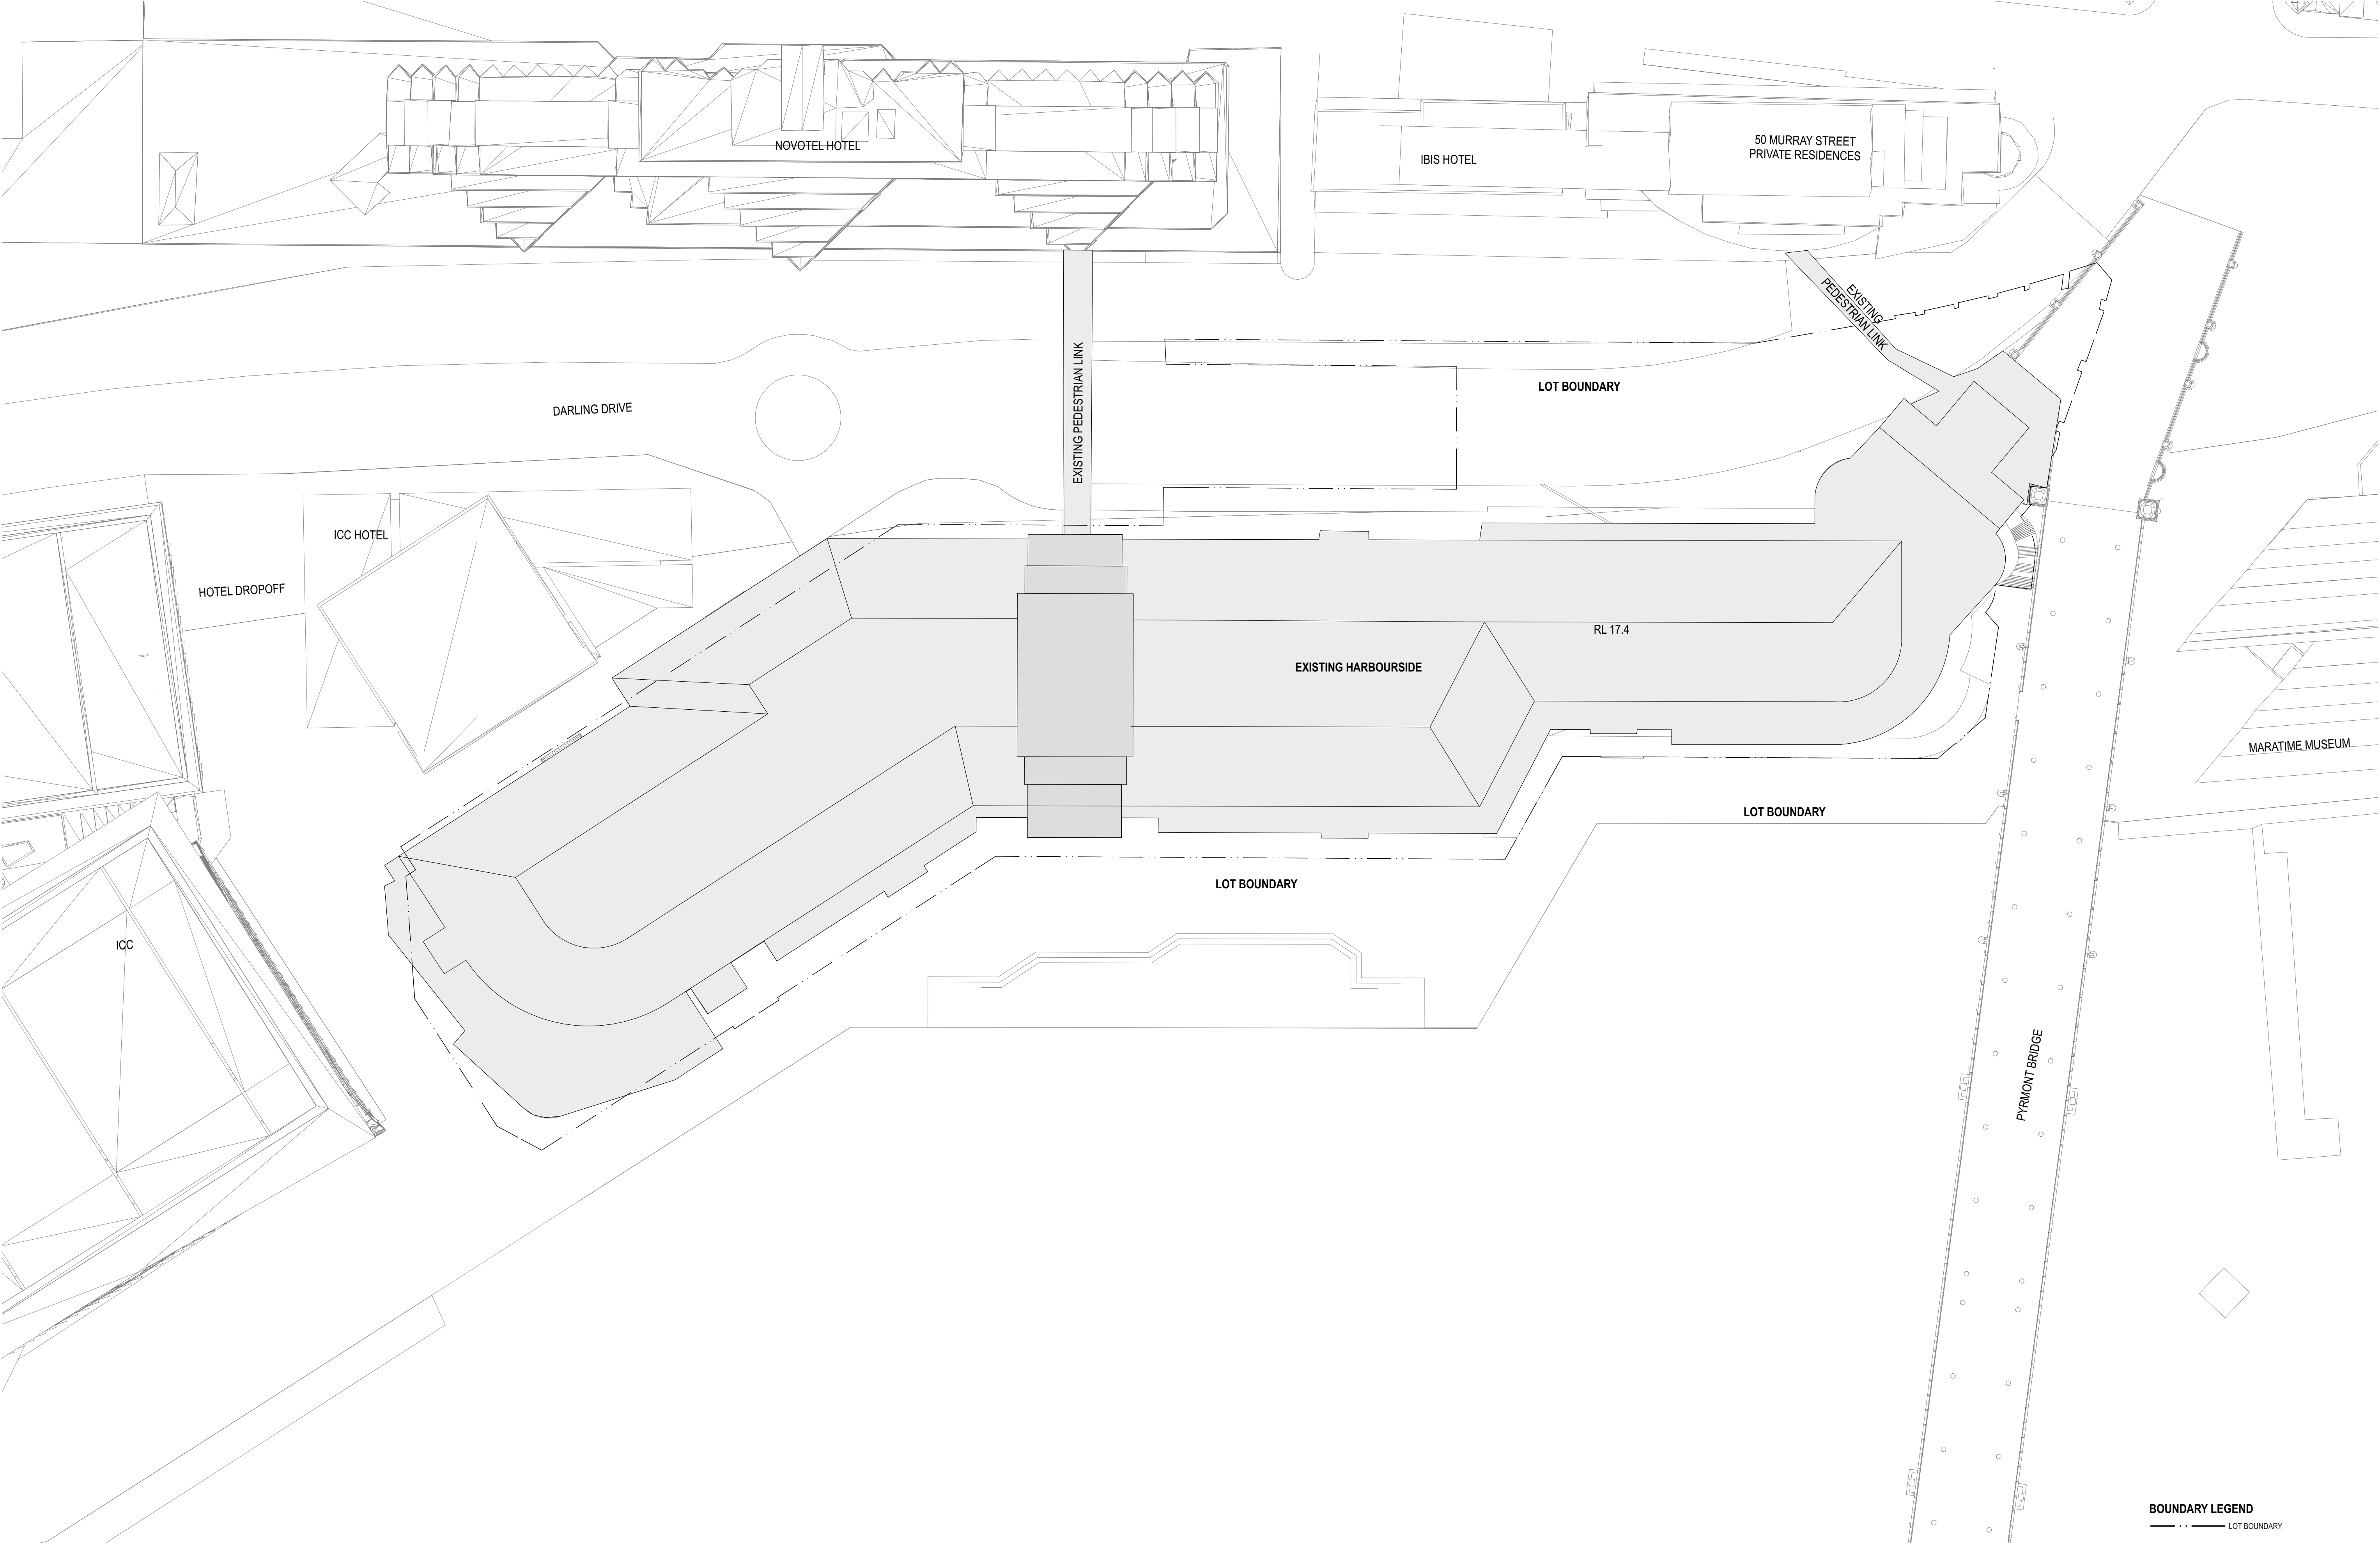 50 MURRAY STREET
PRIVATE RESIDENCES
NOVOTEL HOTEL
IBIS HOTEL
EXISTING
PEDESTRIAN LINK
EXISTING PEDESTRIAN LINK
LOT BOUNDARY
DARLING DRIVE
ICC HOTEL
HOTEL DROPOFF
RL 17.4
EXISTING HARBOURSIDE
MARATIME MUSEUM
LOT BOUNDARY
LOT BOUNDARY
ICC
PYRMONT BRIDGE
BOUNDARY LEGEND
LOT BOUNDARY